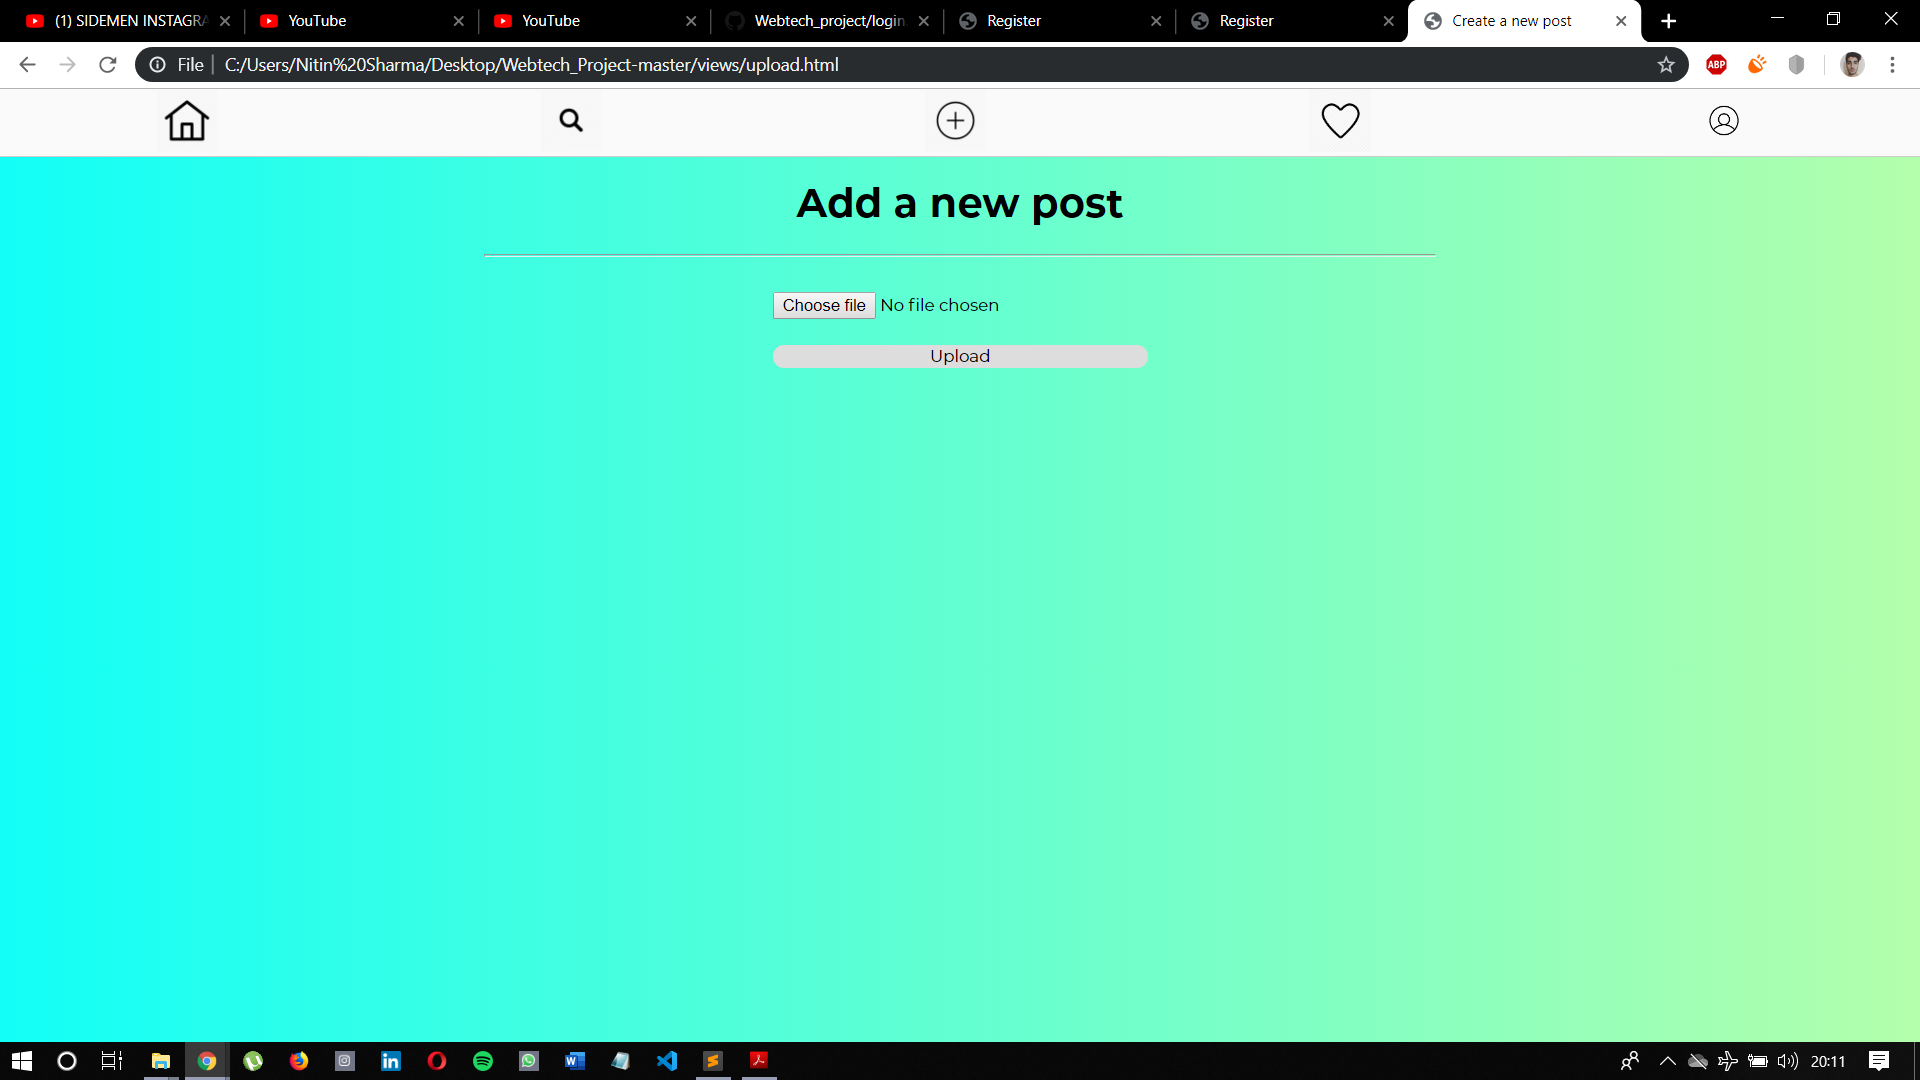 (1) SIDEMEN INSTAGRA
YouTube
YouTube
Webtech_project/login.
Register
Register
Create a new post
File
C:/Users/Nitin%20Sharma/Desktop/Webtech_Project-master/views/upload.html
ABP
Add a new post
Choose file No file chosen
Upload
20:11